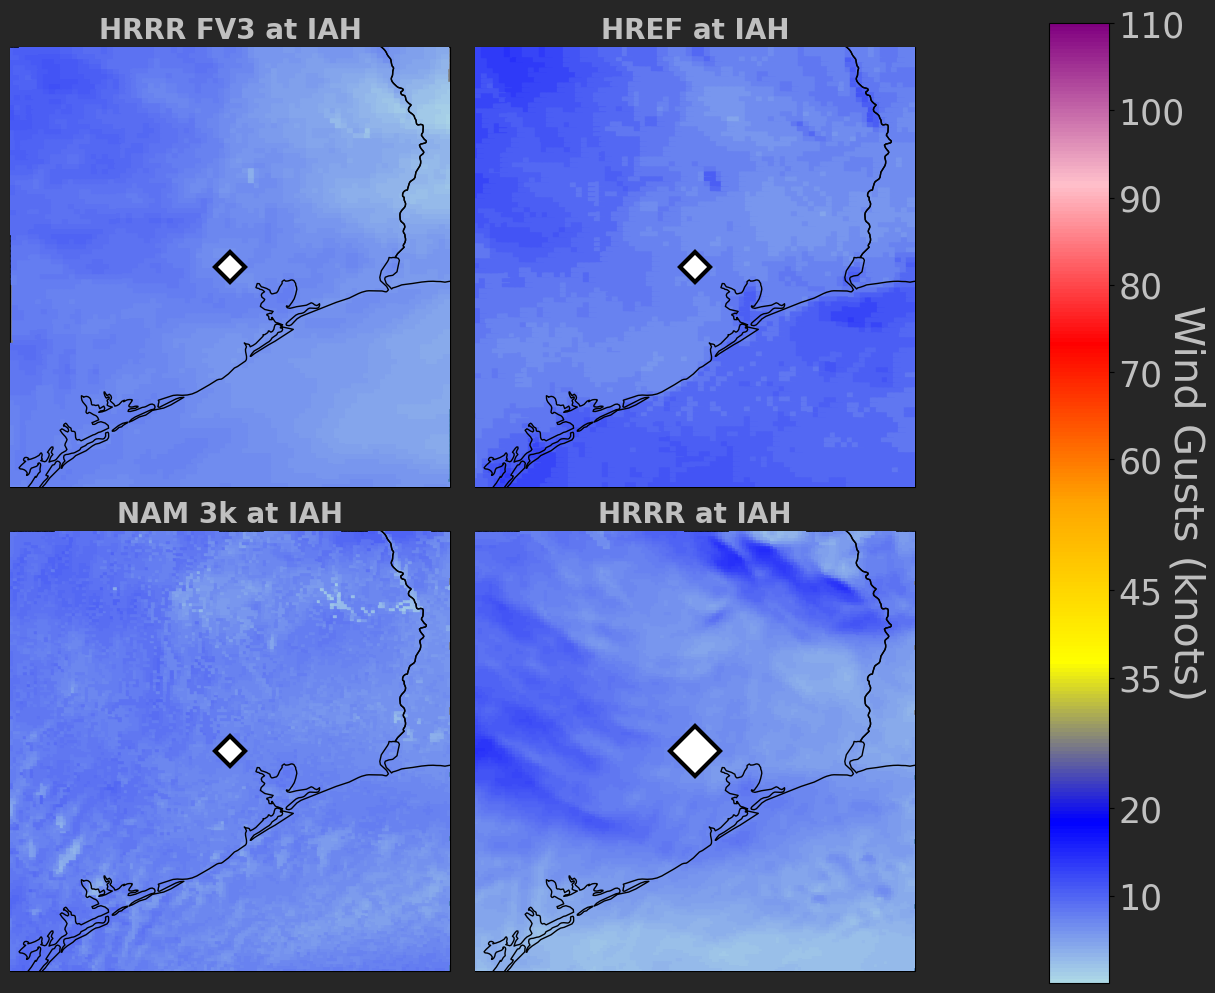 HRRR FV3 at IAH
HREF at IAH
NAM 3k at IAH
HRRR at IAH
110
100
90
80
70
60
45
35
20
10
Wind Gusts (knots)